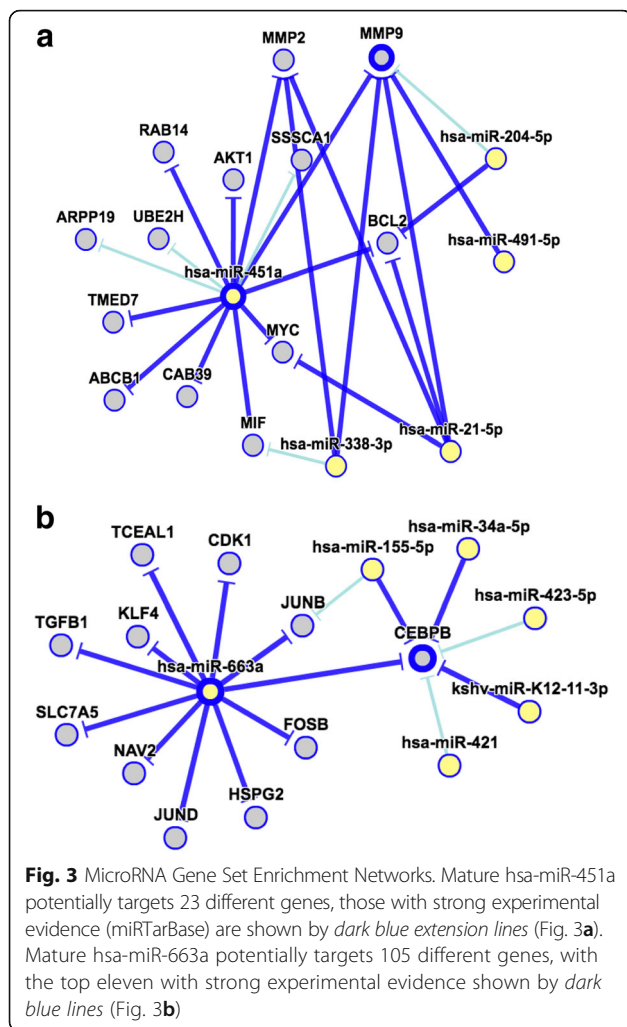 a
MMP2
MMP9
RAB14
AKT1
SSSCA1
hsa-miR-204-5p
ARPP19
UBE2H
BCL2
hsa-miR-491-5p
hsa-miR-451a
TMED7
MYC
ABCB1
CAB39
MIF
hsa-miR-338-3p
hsa-miR-21-5p
b
TCEAL1
CDK1
hsa-miR-155-5p
hsa-miR-34a-5p
TGFB1
KLF4
JUNB
hsa-miR-423-5p
CEBPB
hsa-miR-663a
kshv-miR-K12-11-3p
SLC7A5
NAV2
FOSB
hsa-miR-421
JUND
HSPG2
Fig. 3 MicroRNA Gene Set Enrichment Networks. Mature hsa-miR-451a
potentially targets 23 different genes, those with strong experimental
evidence (miRTarBase) are shown by dark blue extension lines (Fig. 3a).
Mature hsa-miR-663a potentially targets 105 different genes, with
the top eleven with strong experimental evidence shown by dark
blue lines (Fig. 3b)